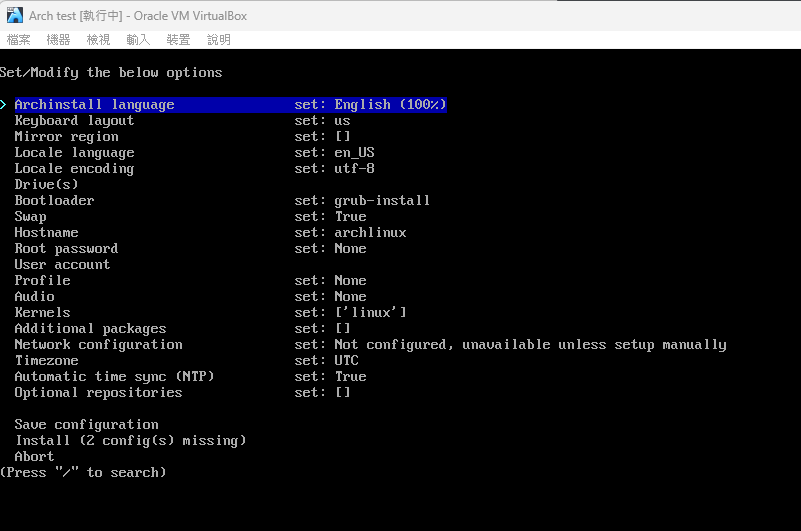 Arch test [執行中] - Oracle VM VirtualBox
檔案 機器 檢視 輸入 裝置 說明
Set/Modify the below options
> Archinstall language set: English (100%)
Keyboard layout set: us
Mirror region set: []
Locale language set: en_US
Locale encoding set: utf-8
Drive(s)
Bootloader set: grub-install
Swap set: True
Hostname set: archlinux
Root password set: None
User account
Profile set: None
Audio set: None
Kernels set: ['linux']
Additional packages set: []
Network configuration set: Not configured, unavailable unless setup manually
Timezone set: UTC
Automatic time sync (NTP) set: True
Optional repositories set: []
Save configuration
Install (2 config(s) missing)
Abort
(Press "/" to search)